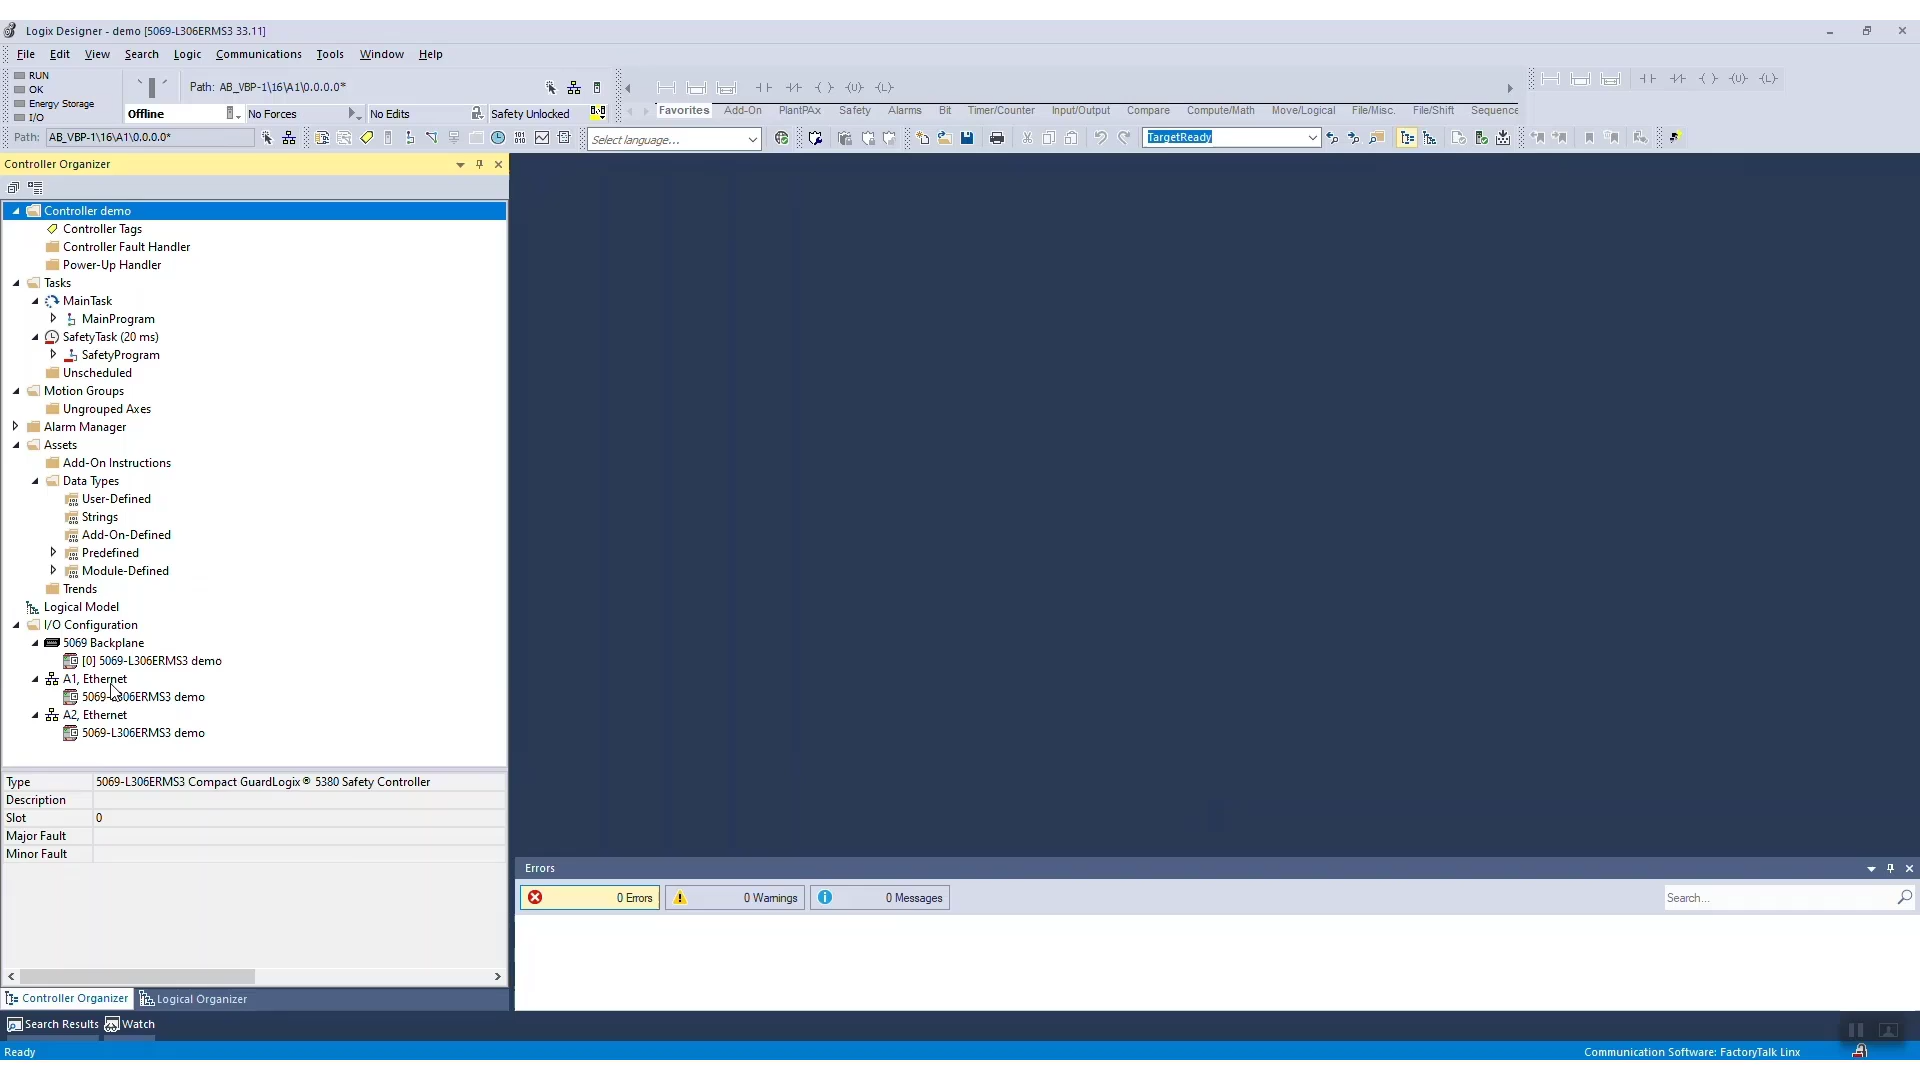 Logix Designer - demo [5069-L306ERMS3 33.11]
File Edit View Search Logic Communications Tools Window Help
RUN
OK
Energy Storage
I/O
Path: AB_VBP-1\16\A1\0.0.0.0*
Offline No Forces No Edits Safety Unlocked
Favorites Add-On PlantPAx Safety Alarms Bit Timer/Counter Input/Output Compare Compute/Math Move/Logical File/Misc. File/Shift Sequence
Path: AB_VBP-1\16\A1\0.0.0.0*
Select language...
TargetReady
Controller Organizer
Controller demo
Controller Tags
Controller Fault Handler
Power-Up Handler
Tasks
MainTask
MainProgram
SafetyTask (20 ms)
SafetyProgram
Unscheduled
Motion Groups
Ungrouped Axes
Alarm Manager
Assets
Add-On Instructions
Data Types
User-Defined
Strings
Add-On-Defined
Predefined
Module-Defined
Trends
Logical Model
I/O Configuration
5069 Backplane
[0] 5069-L306ERMS3 demo
A1, Ethernet
5069-L306ERMS3 demo
A2, Ethernet
5069-L306ERMS3 demo
Type 5069-L306ERMS3 Compact GuardLogix® 5380 Safety Controller
Description
Slot 0
Major Fault
Minor Fault
Errors
0 Errors 0 Warnings 0 Messages Search...
Controller Organizer Logical Organizer
Search Results Watch
Ready Communication Software: FactoryTalk Linx